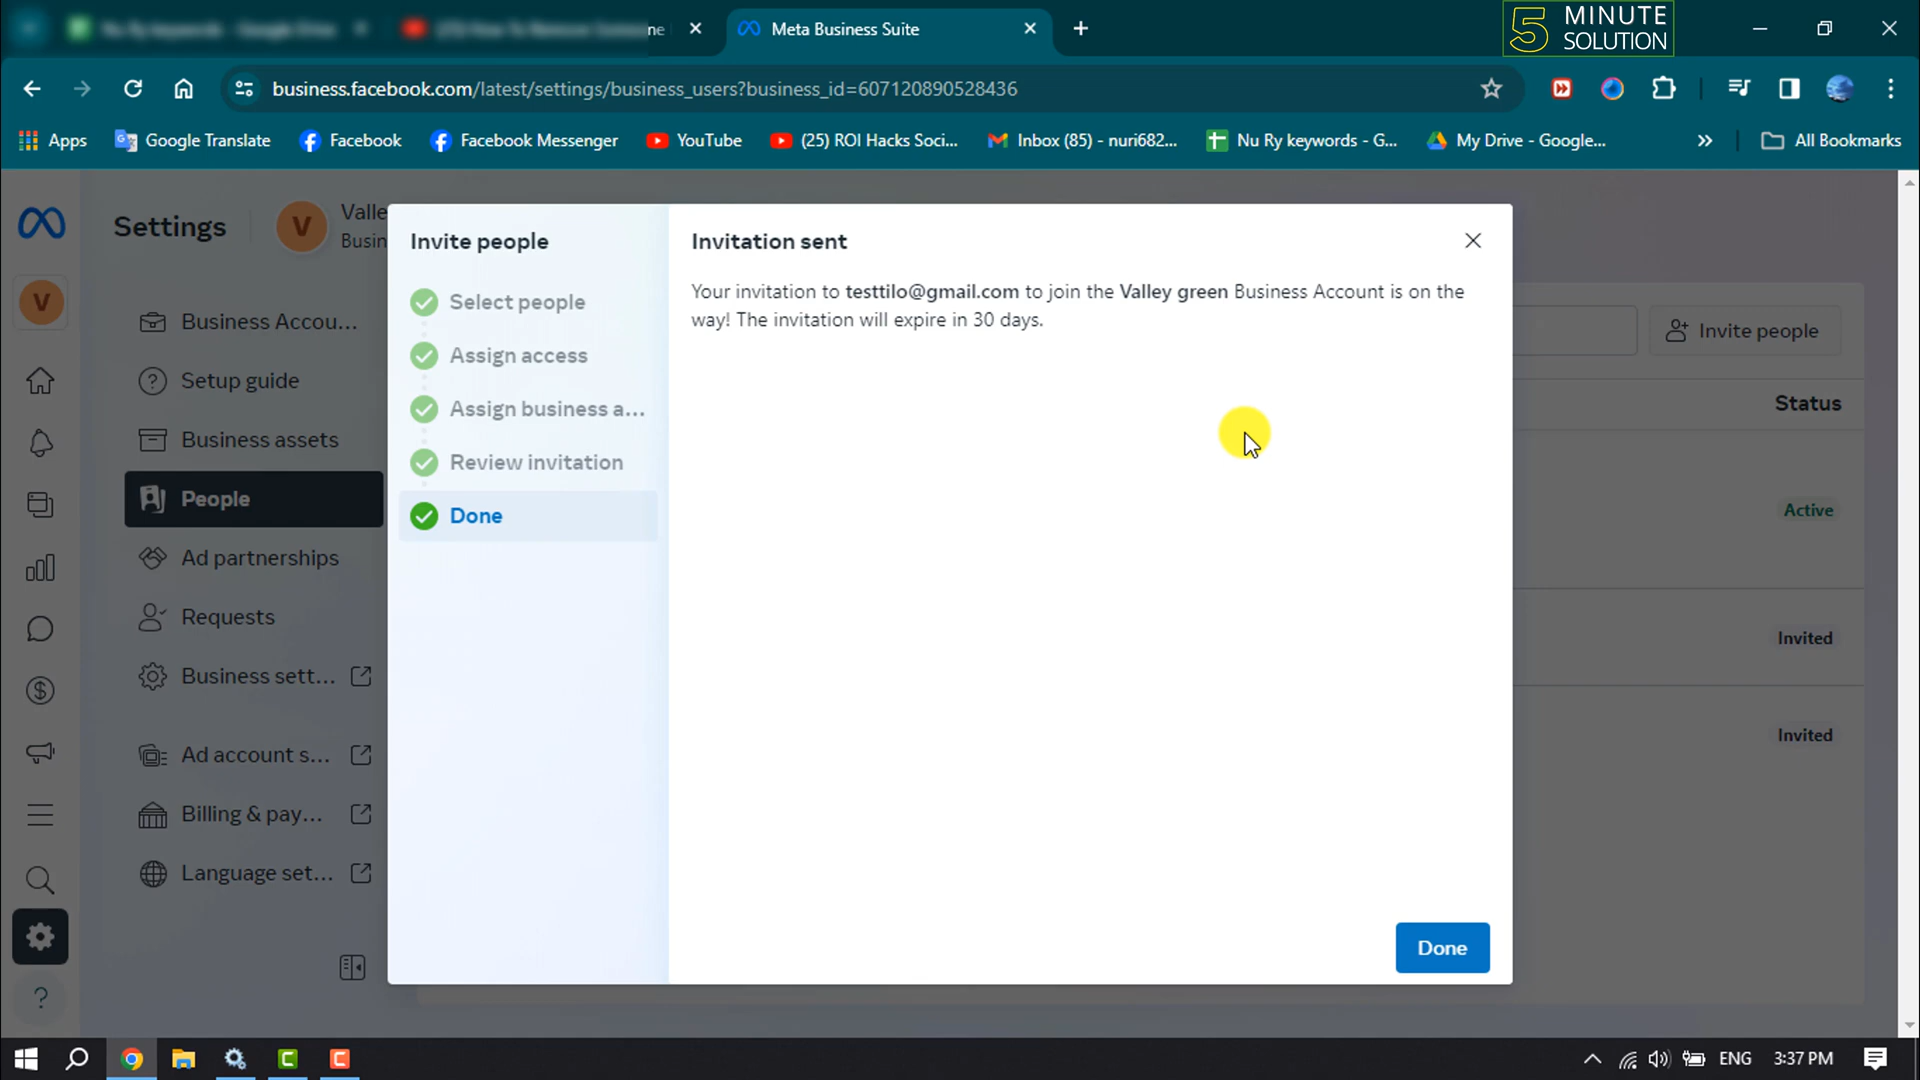 5 MINUTE
SOLUTION
ne
Meta Business Suite
business.facebook.com/latest/settings/business_users?business_id=607120890528436
Apps
Google Translate
Facebook
Facebook Messenger
YouTube
(25) ROI Hacks Soci...
Inbox (85) - nuri682...
Nu Ry keywords - G...
My Drive - Google...
All Bookmarks
Settings
V
Valle
Busin
V
Business Accou...
Setup guide
Business assets
People
Ad partnerships
Requests
Business sett...
Ad account s...
Billing & pay...
Language set...
Invite people
Select people
Assign access
Assign business a...
Review invitation
Done
Invitation sent
Your invitation to testtilo@gmail.com to join the Valley green Business Account is on the
way! The invitation will expire in 30 days.
Done
Invite people
Status
Active
Invited
Invited
ENG
3:37 PM